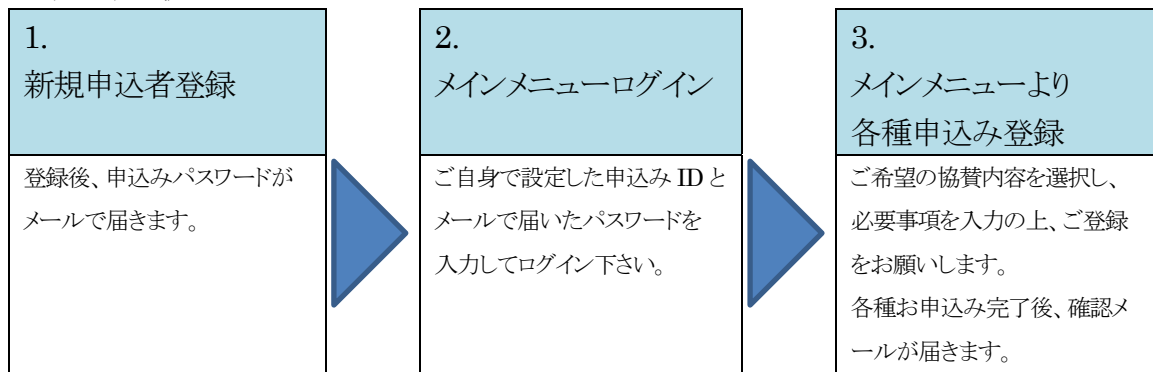 1.
新規申込者登録
登録後、申込みパスワードが
メールで届きます。
2.
メインメニューログイン
ご自身で設定した申込み ID と
メールで届いたパスワードを
入力してログイン下さい。
3.
メインメニューより
各種申込み登録
ご希望の協賛内容を選択し、
必要事項を入力の上、ご登録
をお願いします。
各種お申込み完了後、確認メ
ールが届きます。